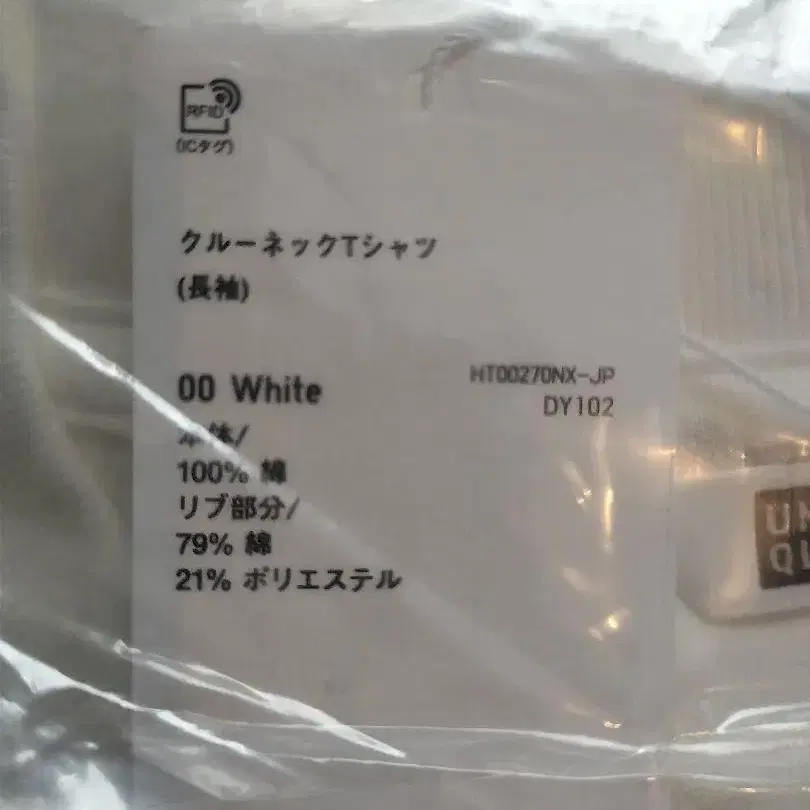 RFID
(ICタグ)
クルーネックTシャツ
(長袖)
00 White
HT00270NX-JP
DY102
本体/
100% 綿
リブ部分/
79% 綿
21% ポリエステル